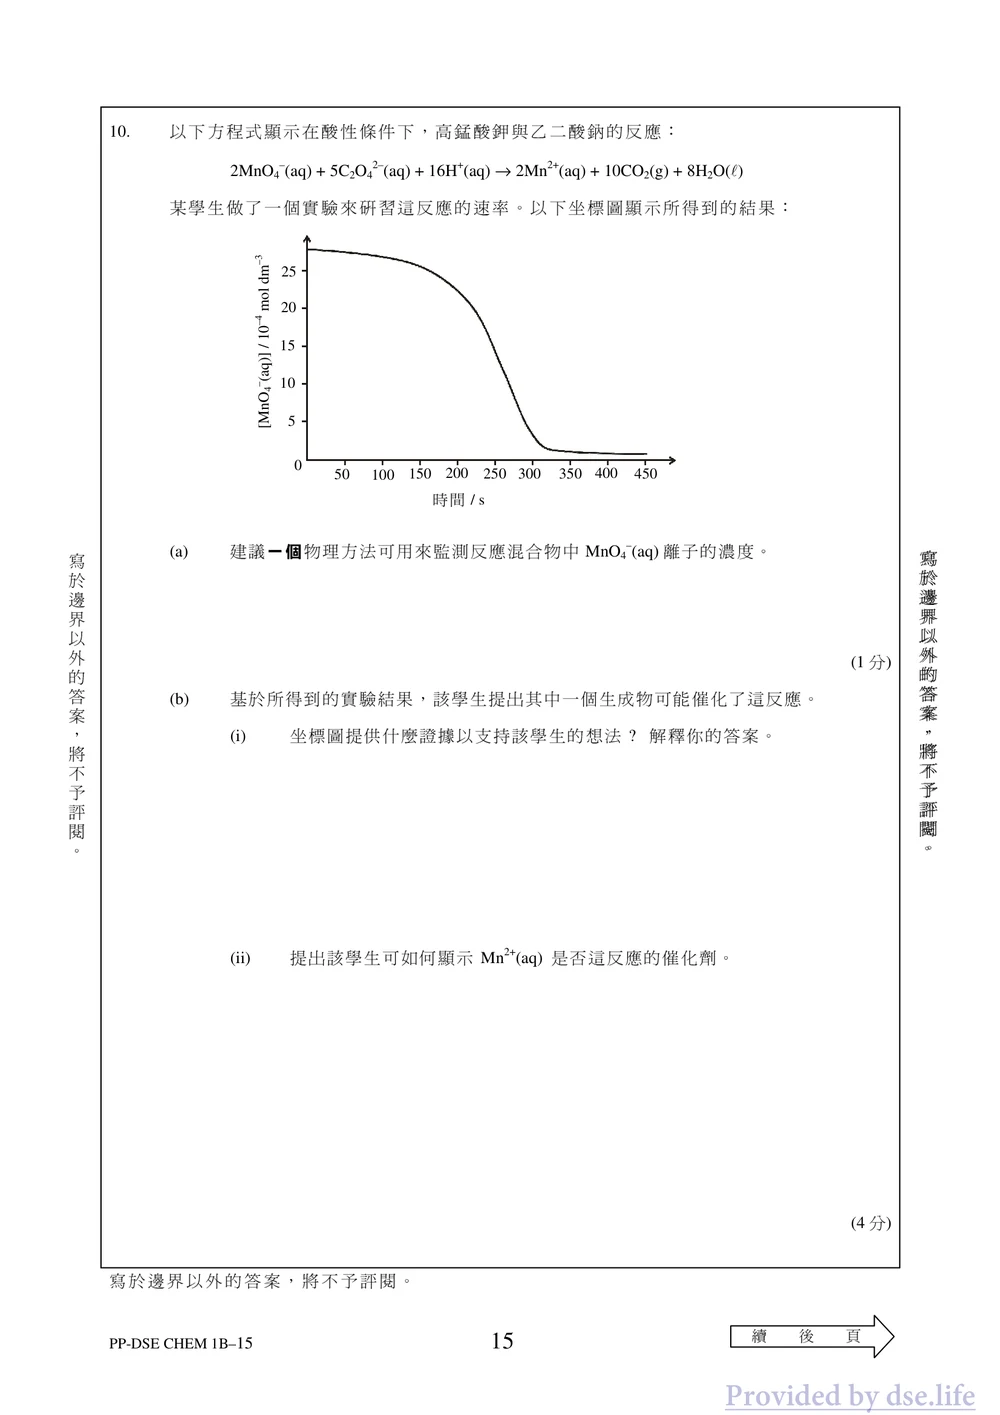 10. 以下方程式顯示在酸性條件下，高錳酸鉀與乙二酸鈉的反應：
2MnO₄⁻(aq) + 5C₂O₄²⁻(aq) + 16H⁺(aq) → 2Mn²⁺(aq) + 10CO₂(g) + 8H₂O(ℓ)
某學生做了一個實驗來研習這反應的速率。以下坐標圖顯示所得到的結果：
[MnO₄⁻(aq)] / 10⁻⁴ mol dm⁻³
25
20
15
10
5
0
50 100 150 200 250 300 350 400 450
時間 / s
(a) 建議一個物理方法可用來監測反應混合物中 MnO₄⁻(aq) 離子的濃度。
(1 分)
(b) 基於所得到的實驗結果，該學生提出其中一個生成物可能催化了這反應。
(i) 坐標圖提供什麼證據以支持該學生的想法？ 解釋你的答案。
(ii) 提出該學生可如何顯示 Mn²⁺(aq) 是否這反應的催化劑。
(4 分)
寫於邊界以外的答案，將不予評閱。
寫於邊界以外的答案，將不予評閱。
寫於邊界以外的答案，將不予評閱。
PP-DSE CHEM 1B–15
15
續後頁
Provided by dse.life